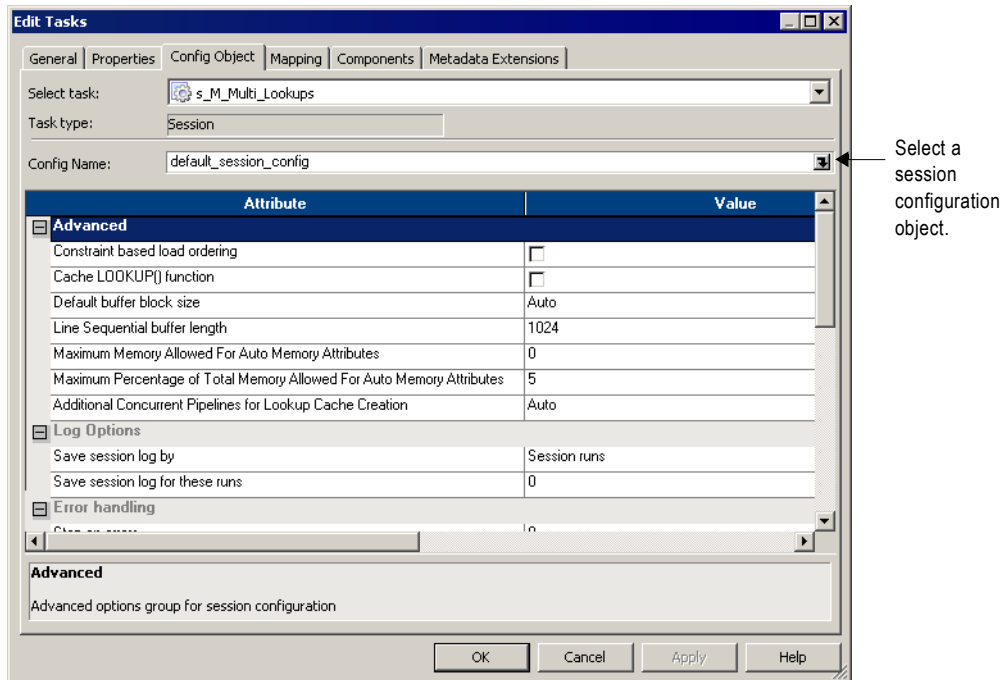 Edit Tasks
General Properties Config Object Mapping Components Metadata Extensions
Select task: s_M_Multi_Lookups
Task type: Session
Config Name: default_session_config
Select a
session
configuration
object.
Attribute Value
Advanced
Constraint based load ordering
Cache LOOKUP() function
Default buffer block size Auto
Line Sequential buffer length 1024
Maximum Memory Allowed For Auto Memory Attributes 0
Maximum Percentage of Total Memory Allowed For Auto Memory Attributes 5
Additional Concurrent Pipelines for Lookup Cache Creation Auto
Log Options
Save session log by Session runs
Save session log for these runs 0
Error handling
Stop on errors 0
Advanced
Advanced options group for session configuration
OK Cancel Apply Help